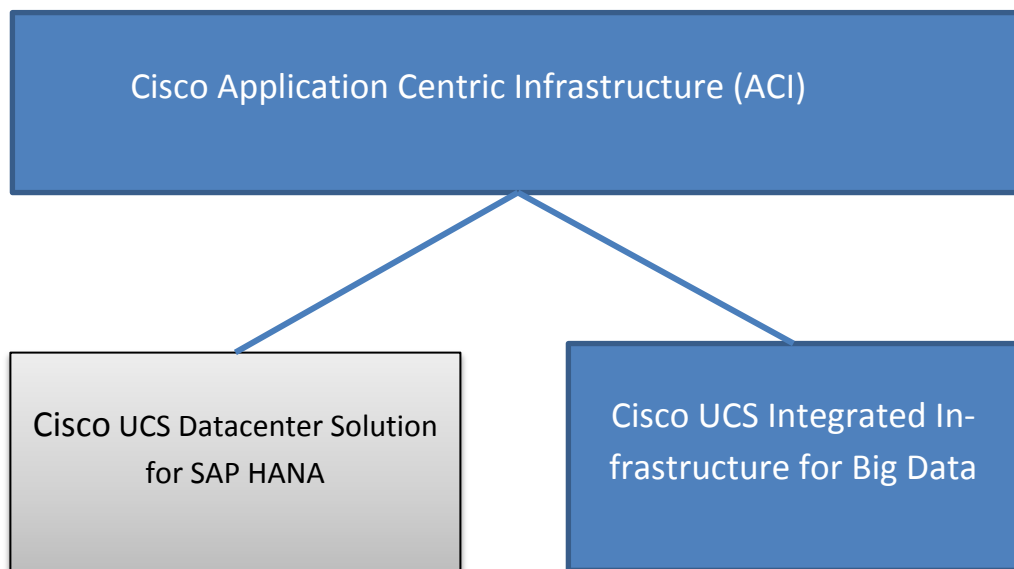 Cisco Application Centric Infrastructure (ACI)
Cisco UCS Datacenter Solution
for SAP HANA
Cisco UCS Integrated In-
frastructure for Big Data